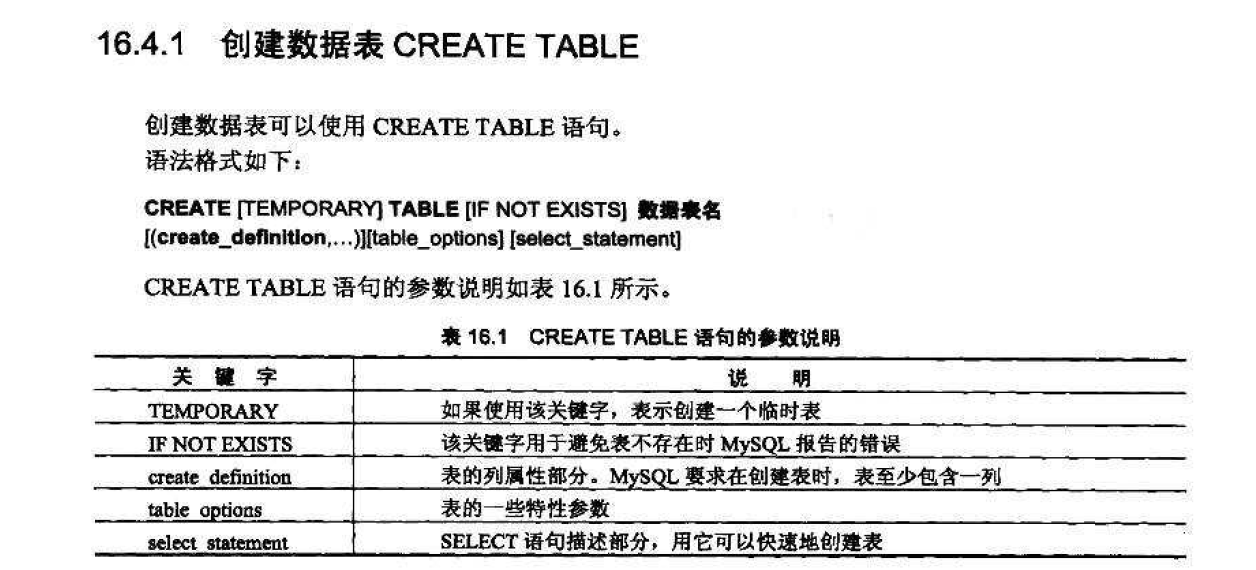 16.4.1 创建数据表 CREATE TABLE
创建数据表可以使用 CREATE TABLE 语句。
语法格式如下：
CREATE [TEMPORARY] TABLE [IF NOT EXISTS] 数据表名
[(create_definition,…)][table_options] [select_statement]
CREATE TABLE 语句的参数说明如表 16.1 所示。
表 16.1 CREATE TABLE 语句的参数说明
关 键 字 说 明
TEMPORARY 如果使用该关键字，表示创建一个临时表
IF NOT EXISTS 该关键字用于避免表不存在时 MySQL 报告的错误
create_definition 表的列属性部分。MySQL 要求在创建表时，表至少包含一列
table_options 表的一些特性参数
select_statement SELECT 语句描述部分，用它可以快速地创建表